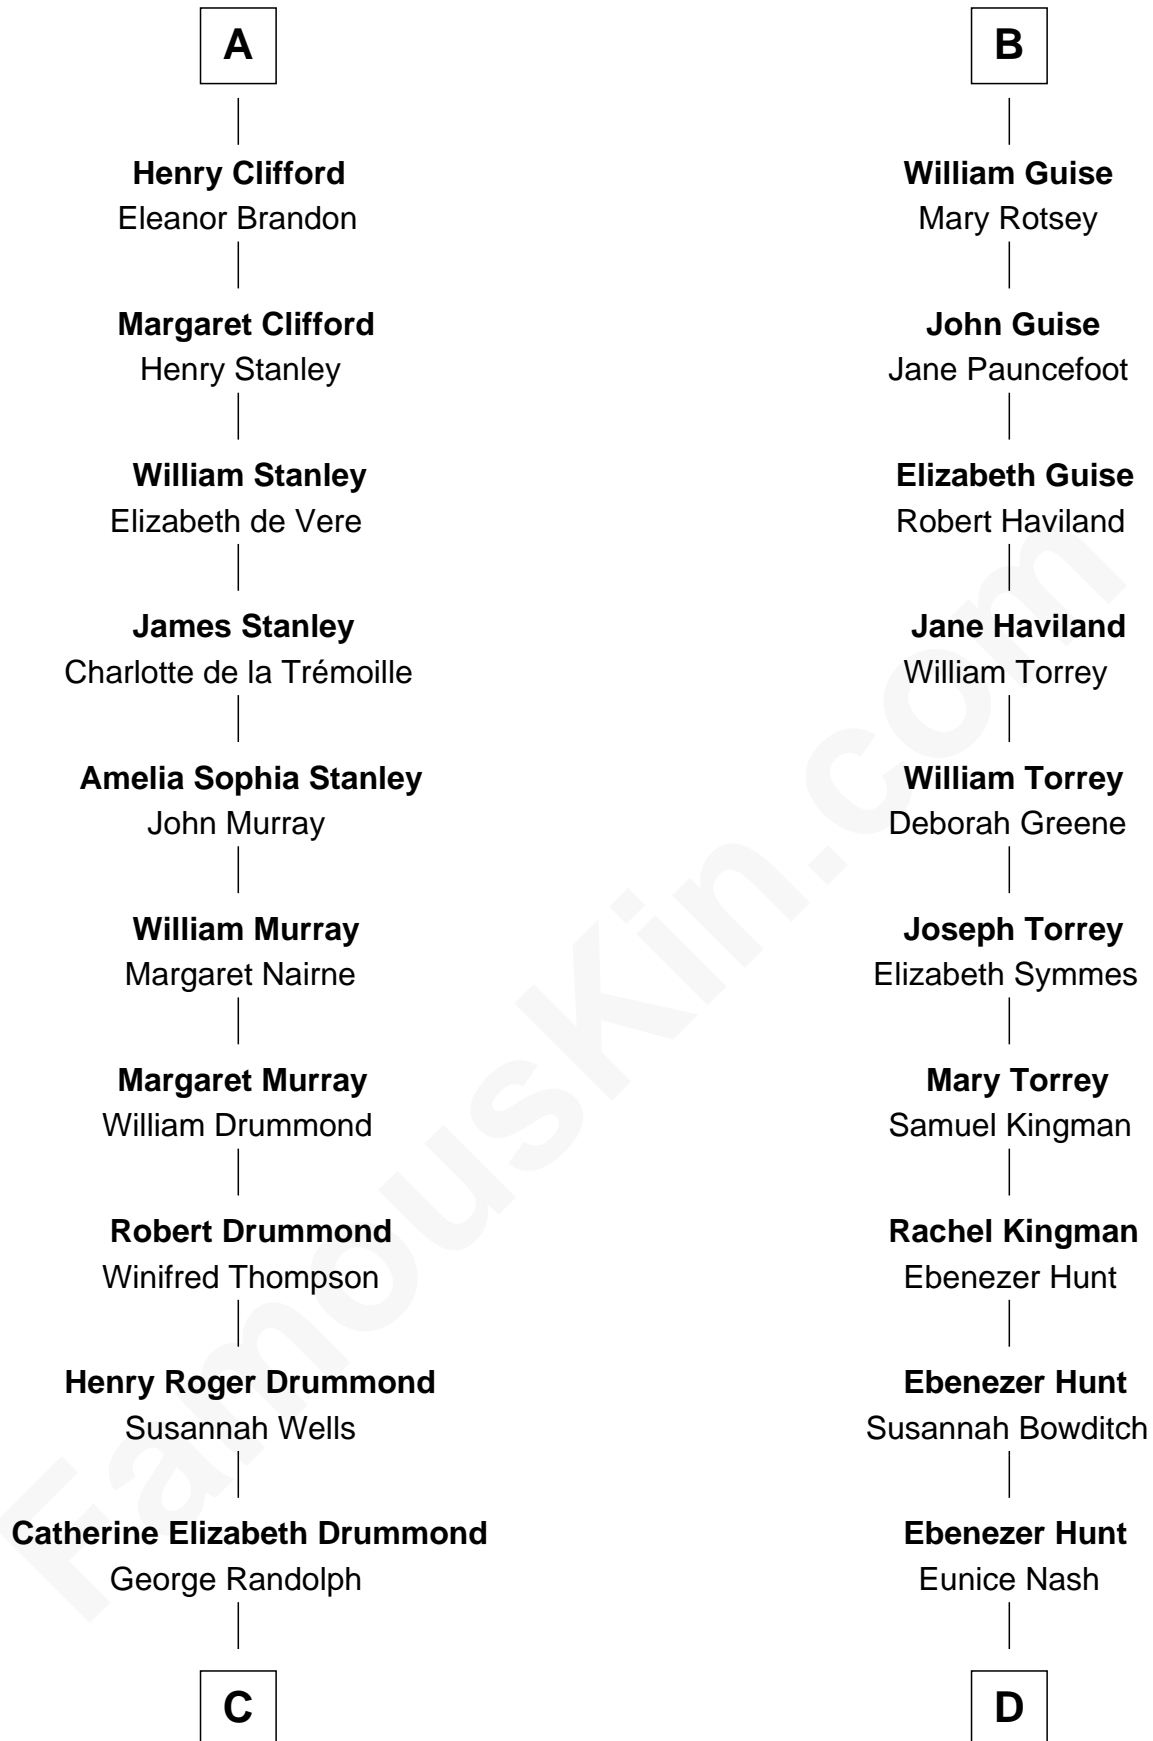 A
Henry Clifford
Eleanor Brandon
Margaret Clifford
Henry Stanley
William Stanley
Elizabeth de Vere
James Stanley
Charlotte de la Trémoille
Amelia Sophia Stanley
John Murray
William Murray
Margaret Nairne
Margaret Murray
William Drummond
Robert Drummond
Winifred Thompson
Henry Roger Drummond
Susannah Wells
Catherine Elizabeth Drummond
George Randolph
C
B
William Guise
Mary Rotsey
John Guise
Jane Pauncefoot
Elizabeth Guise
Robert Haviland
Jane Haviland
William Torrey
William Torrey
Deborah Greene
Joseph Torrey
Elizabeth Symmes
Mary Torrey
Samuel Kingman
Rachel Kingman
Ebenezer Hunt
Ebenezer Hunt
Susannah Bowditch
Ebenezer Hunt
Eunice Nash
D
FamousKin.com